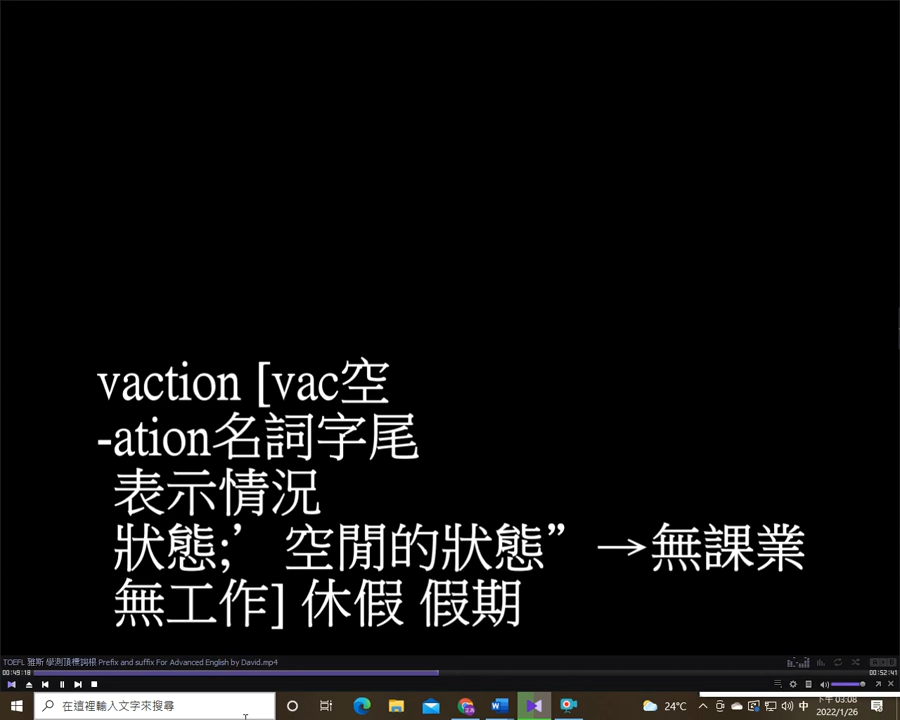 vaction [vac空
-ation名詞字尾
表示情況
狀態;’空閒的狀態”→無課業
無工作] 休假 假期
TOEFL 雅斯 學測頂標詞根 Prefix and suffix For Advanced English by David.mp4
00:49:18
00:52:41
在這裡輸入文字來搜尋
24°C
中
下午 03:08
2022/1/26